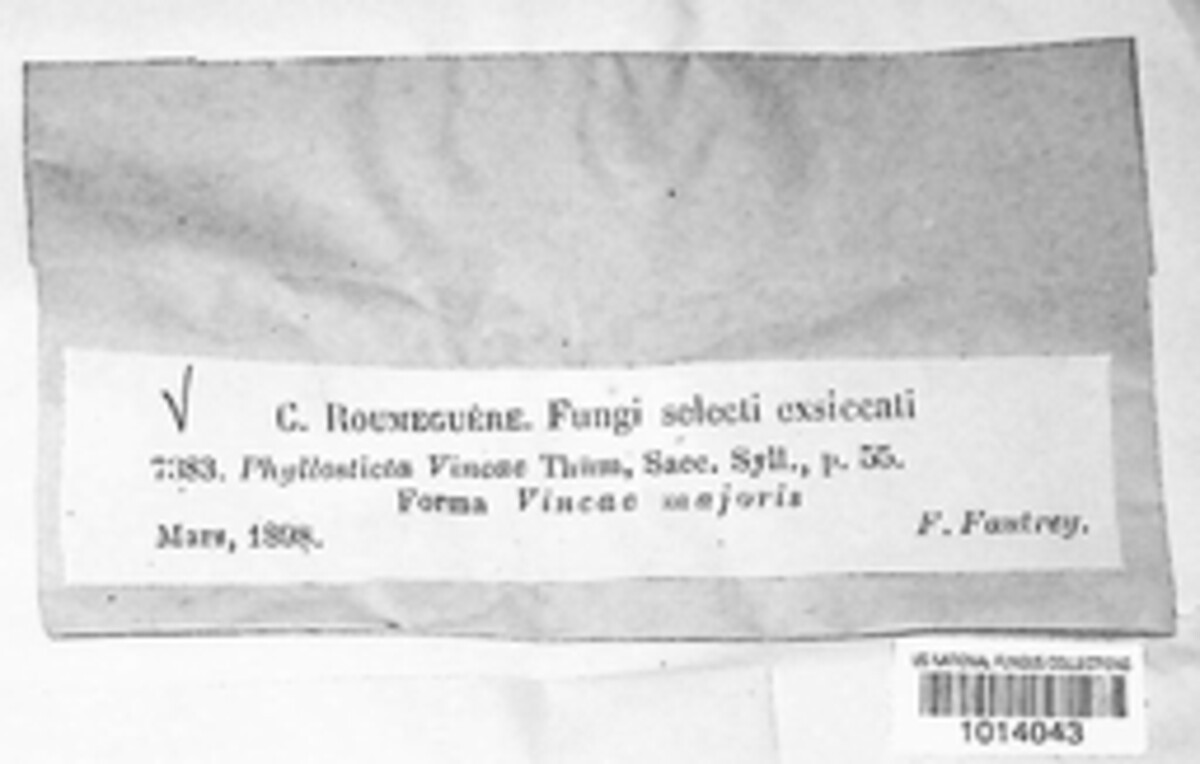 √ C. ROUMEGUÈRE. Fungi selecti exsiccati
7383. Phyllosticta Vincae Thüm, Sacc. Syll., p. 55.
Forma Vincae majoris
Mars, 1898.
F. Fautrey.
US NATIONAL FUNGUS COLLECTIONS
1014043